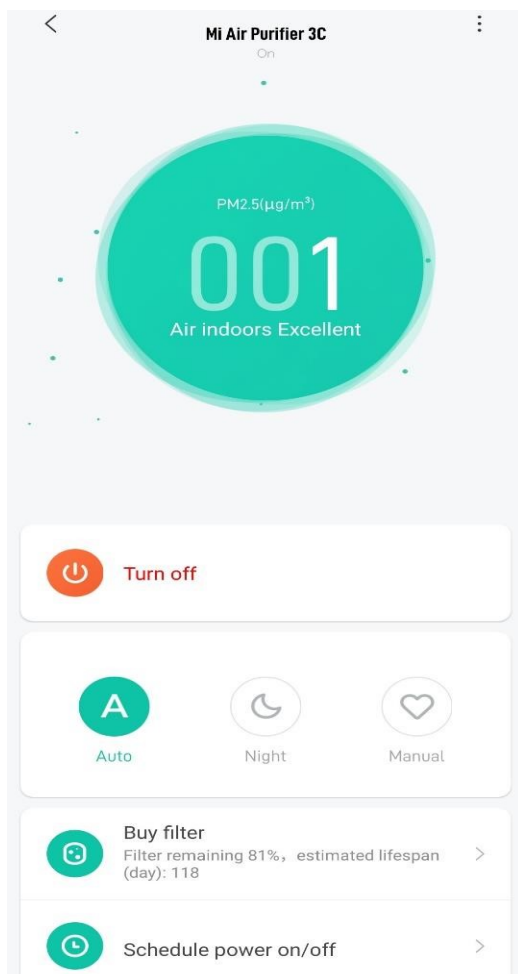 Mi Air Purifier 3C
On
PM2.5(μg/m³)
001
Air indoors Excellent
Turn off
A
Auto
Night
Manual
Buy filter
Filter remaining 81%，estimated lifespan
(day): 118
Schedule power on/off